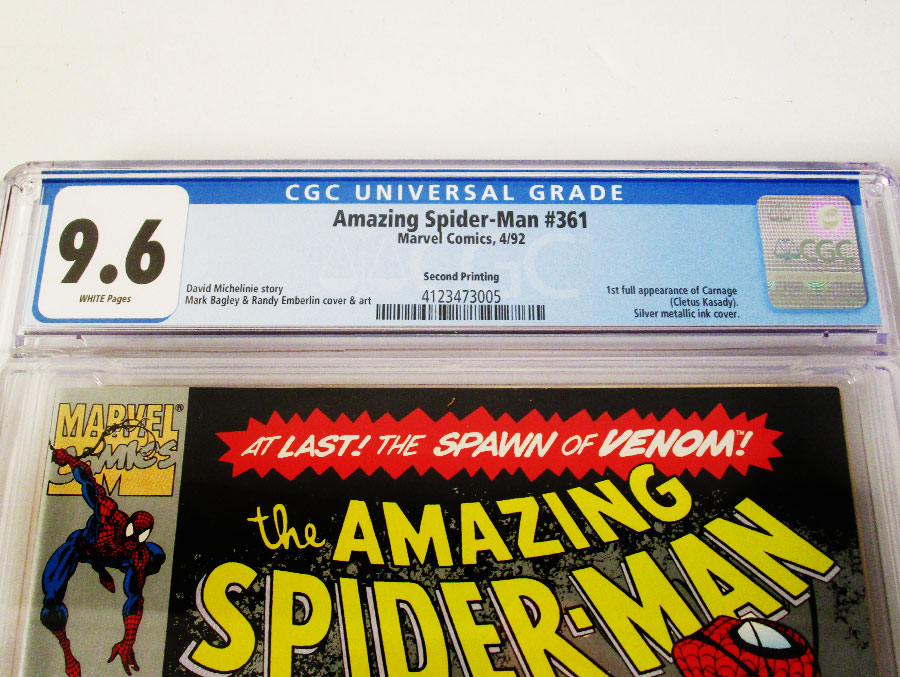 CGC UNIVERSAL GRADE
9.6
WHITE Pages
Amazing Spider-Man #361
Marvel Comics, 4/92
Second Printing
David Michelinie story
Mark Bagley & Randy Emberlin cover & art
4123473005
1st full appearance of Carnage
(Cletus Kasady).
Silver metallic ink cover.
CGC
CGC
MARVEL®
COMICS
AT LAST! THE SPAWN OF VENOM!™
the AMAZING
SPIDER-MAN